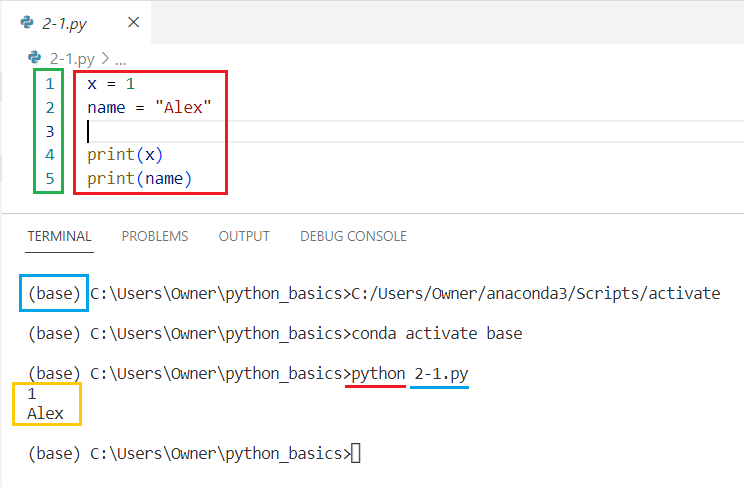 2-1.py
2-1.py > ...
1 x = 1
2 name = "Alex"
3
4 print(x)
5 print(name)
TERMINAL PROBLEMS OUTPUT DEBUG CONSOLE
(base) C:\Users\Owner\python_basics>C:/Users/Owner/anaconda3/Scripts/activate
(base) C:\Users\Owner\python_basics>conda activate base
(base) C:\Users\Owner\python_basics>python 2-1.py
1
Alex
(base) C:\Users\Owner\python_basics>